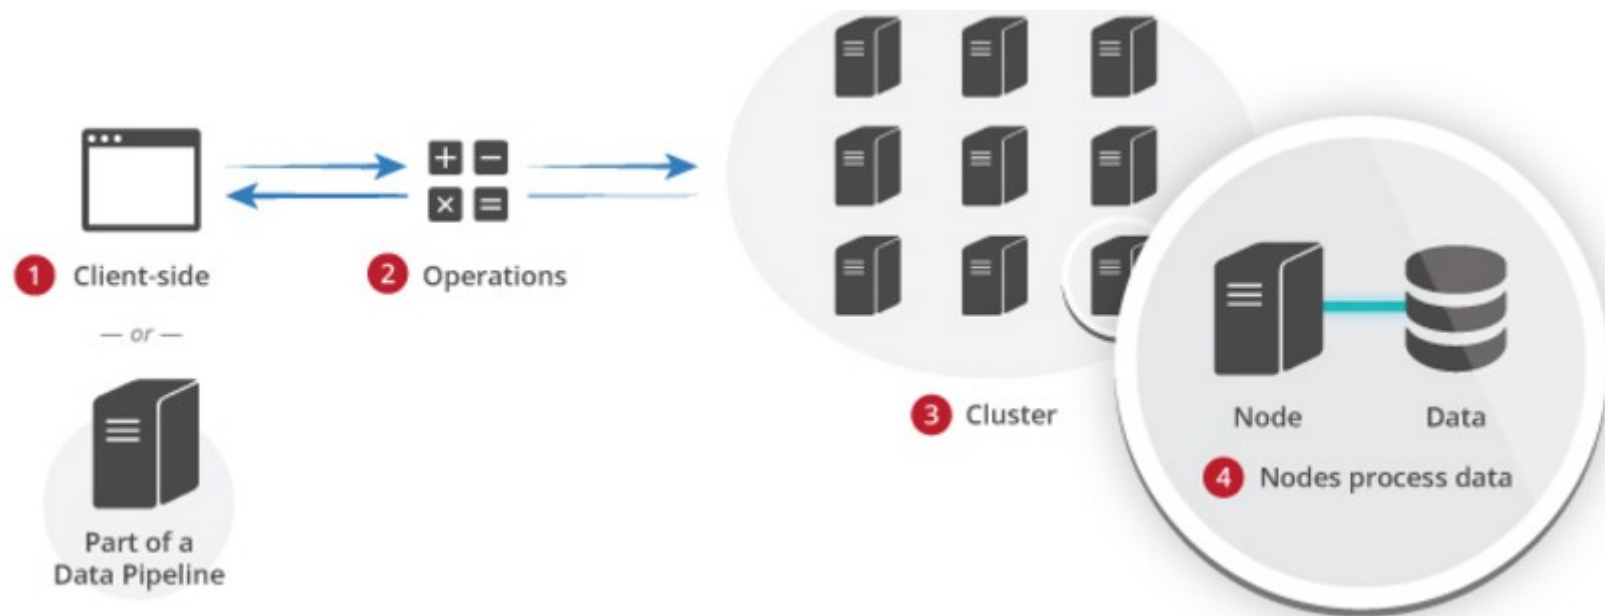 1 Client-side
— or —
Part of a
Data Pipeline
2 Operations
3 Cluster
Node
Data
4 Nodes process data